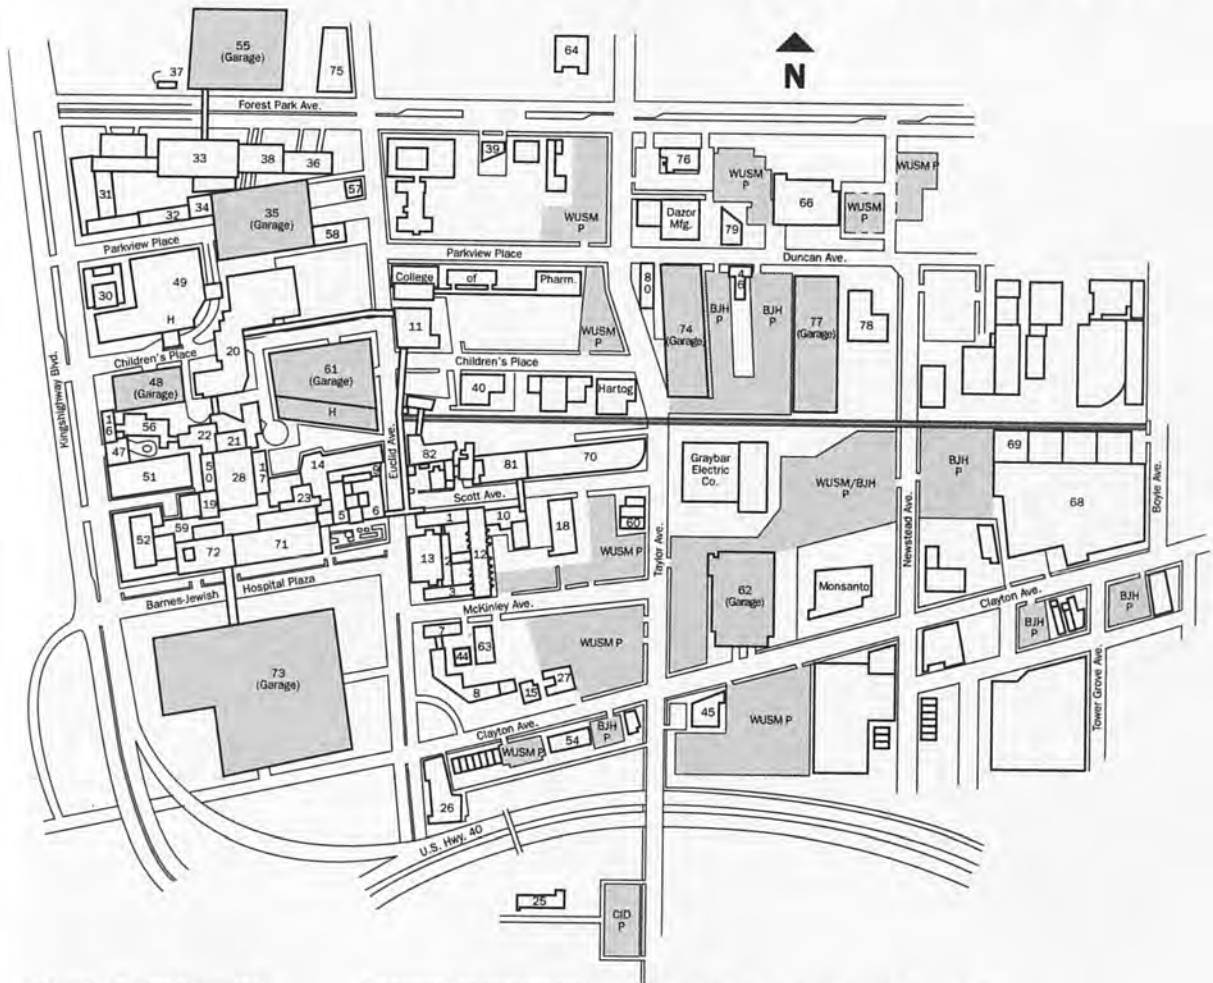 55
(Garage)
75
64
N
37
Forest Park Ave.
33
38
36
39
76
WUSM
P
WUSM P
31
57
66
35
(Garage)
34
32
WUSM
P
Dazor
Mfg.
79
WUSM
P
58
Parkview Place
Parkview Place
Duncan Ave.
College
of
Pharm.
8
0
4
6
30
49
H
11
WUSM
P
74
(Garage)
BJH
P
BJH
P
77
(Garage)
78
Children's Place
20
Children's Place
61
(Garage)
H
48
(Garage)
40
Hartog
Kingshighway Blvd.
1
6
56
47
22
21
Euclid Ave.
82
81
70
69
51
5
0
28
1
7
14
Graybar
Electric
Co.
WUSM/BJH
P
BJH
P
68
Boyle Ave.
19
23
5
6
Scott Ave.
1
10
18
60
59
52
72
71
13
2
12
3
WUSM P
Taylor Ave.
Newstead Ave.
Barnes-Jewish
Hospital Plaza
McKinley Ave.
62
(Garage)
Monsanto
Clayton Ave.
BJH
P
BJH
P
7
44
63
WUSM P
73
(Garage)
8
15
27
45
WUSM P
Tower Grove Ave.
Clayton Ave.
WUSM P
54
BJH
P
26
U.S. Hwy. 40
25
CID
P